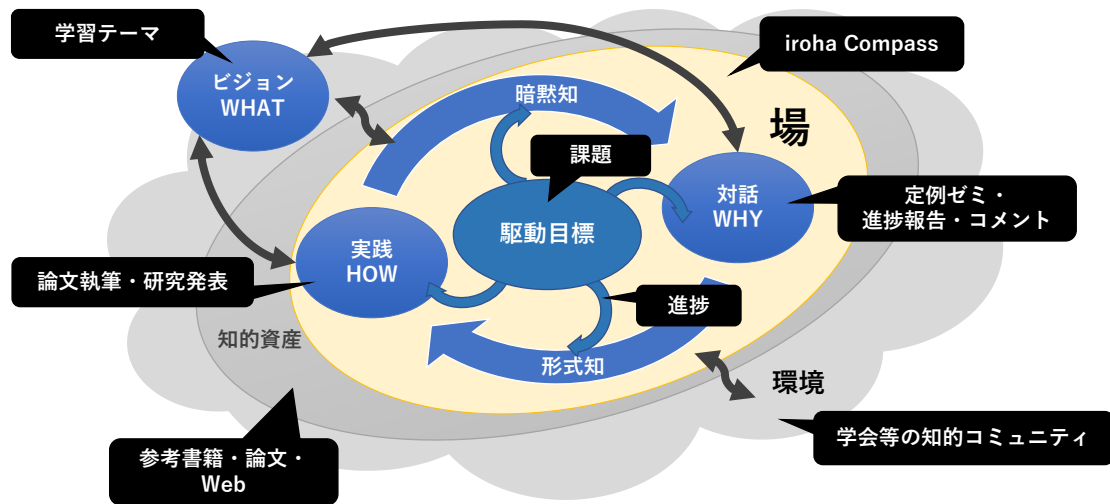 学習テーマ
iroha Compass
ビジョン
WHAT
暗黙知
場
課題
対話
WHY
定例ゼミ・
進捗報告・コメント
駆動目標
実践
HOW
論文執筆・研究発表
進捗
知的資産
形式知
環境
学会等の知的コミュニティ
参考書籍・論文・
Web